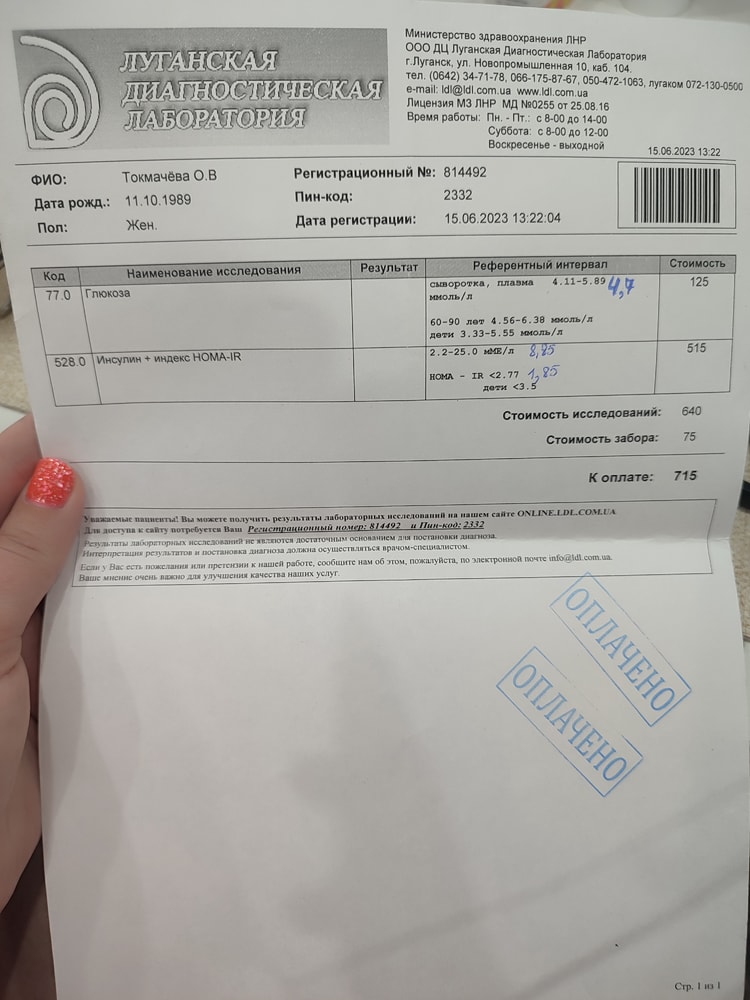 ЛУГАНСКАЯ
ДИАГНОСТИЧЕСКАЯ
ЛАБОРАТОРИЯ
Министерство здравоохранения ЛНР
ООО ДЦ Луганская Диагностическая Лаборатория
г.Луганск, ул. Новопромышленная 10, каб. 104.
тел. (0642) 34-71-78, 066-175-87-67, 050-472-1063, лугаком 072-130-0500
e-mail: ldl@ldl.com.ua www.ldl.com.ua
Лицензия МЗ ЛНР МД №0255 от 25.08.16
Время работы: Пн. - Пт.: с 8-00 до 14-00
Суббота: с 8-00 до 12-00
Воскресенье - выходной
15.06.2023 13:22
ФИО: Токмачёва О.В Регистрационный №: 814492
Дата рожд.: 11.10.1989 Пин-код: 2332
Пол: Жен. Дата регистрации: 15.06.2023 13:22:04
Код Наименование исследования Результат Референтный интервал Стоимость
77.0 Глюкоза сыворотка, плазма 4.11-5.89 4,7 125
ммоль/л
60-90 лет 4.56-6.38 ммоль/л
дети 3.33-5.55 ммоль/л
528.0 Инсулин + индекс HOMA-IR 2.2-25.0 мМЕ/л 8,85 515
HOMA - IR <2.77 1,85
дети <3.5
Стоимость исследований: 640
Стоимость забора: 75
К оплате: 715
Уважаемые пациенты! Вы можете получить результаты лабораторных исследований на нашем сайте ONLINE.LDL.COM.UA
Для доступа к сайту потребуется Ваш Регистрационный номер: 814492 и Пин-код: 2332
Результаты лабораторных исследований не являются достаточным основанием для постановки диагноза.
Интерпретация результатов и постановка диагноза должна осуществляться врачом-специалистом.
Если у Вас есть пожелания или претензии к нашей работе, сообщите нам об этом, пожалуйста, по электронной почте info@ldl.com.ua.
Ваше мнение очень важно для улучшения качества наших услуг.
ОПЛАЧЕНО
ОПЛАЧЕНО
Стр. 1 из 1